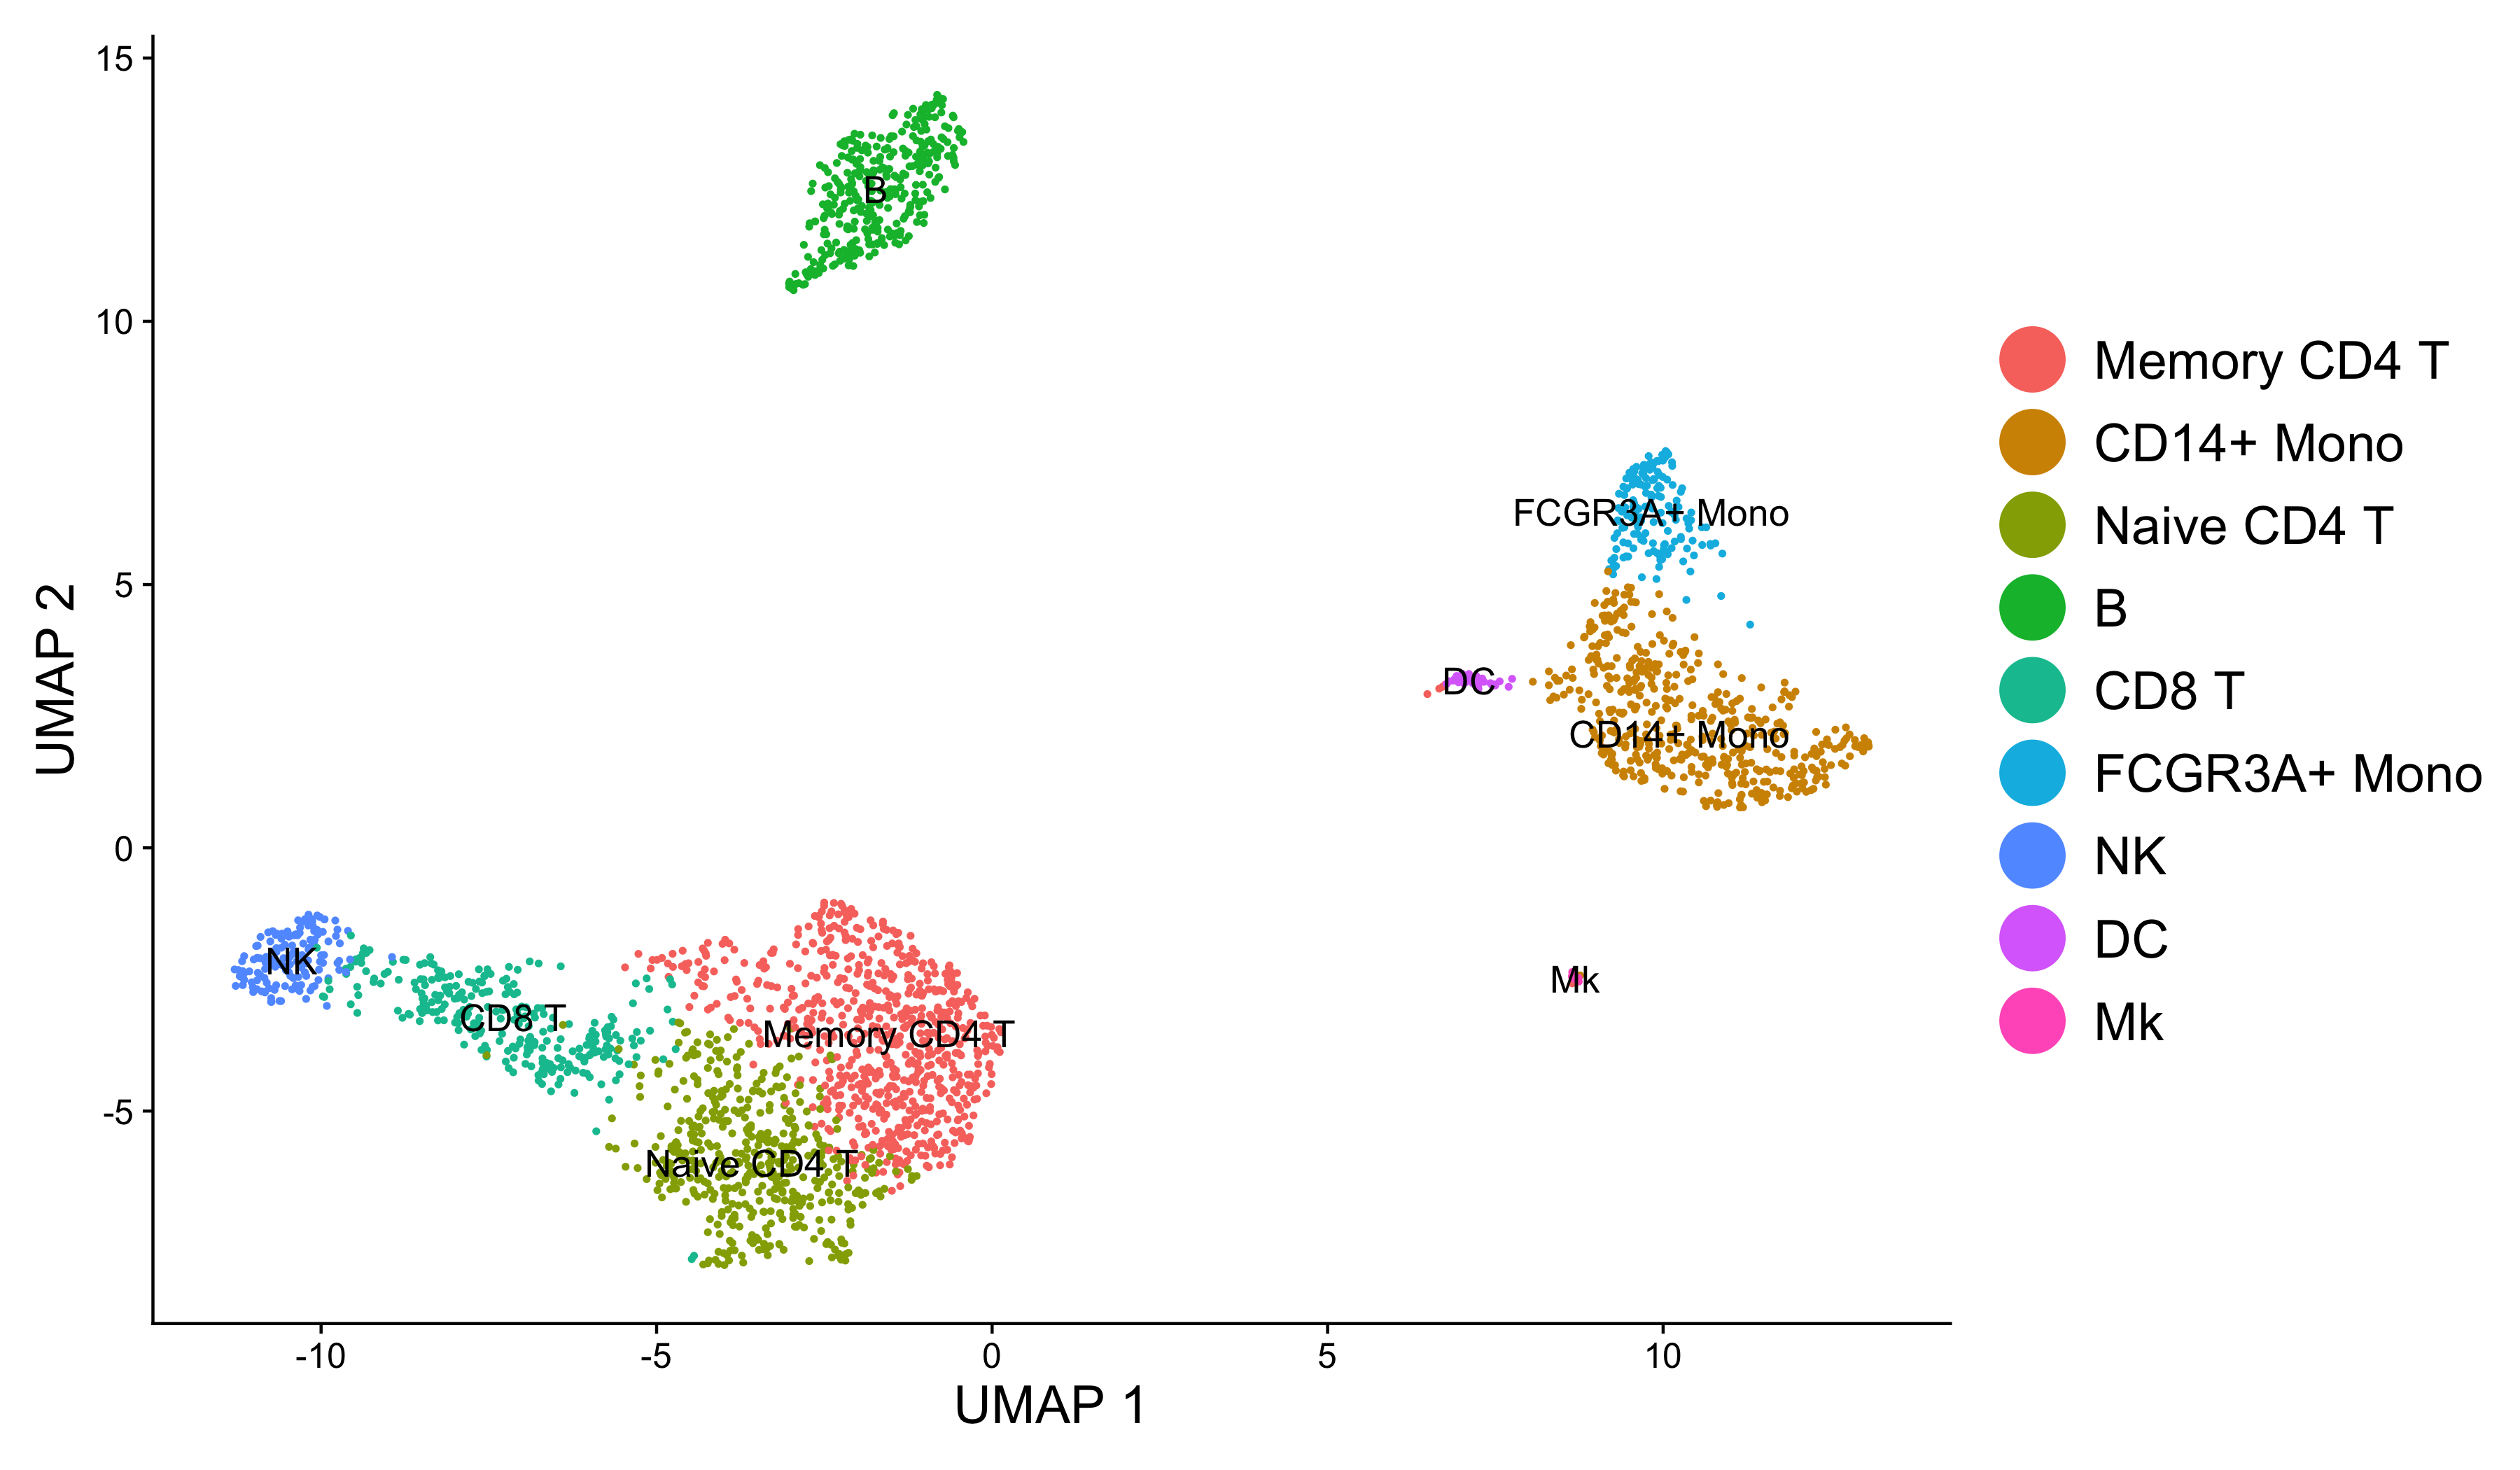 15
10
5
0
-5
UMAP 2
B
FCGR3A+ Mono
DC
CD14+ Mono
NK
Mk
CD8 T
Memory CD4 T
Naive CD4 T
-10
-5
0
5
10
UMAP 1
Memory CD4 T
CD14+ Mono
Naive CD4 T
B
CD8 T
FCGR3A+ Mono
NK
DC
Mk